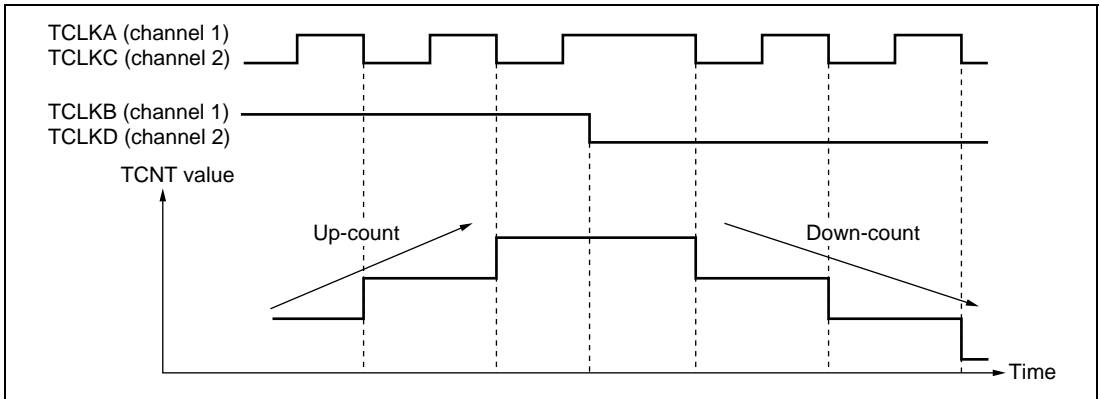 TCLKA (channel 1)
TCLKC (channel 2)
TCLKB (channel 1)
TCLKD (channel 2)
TCNT value
Up-count
Down-count
Time